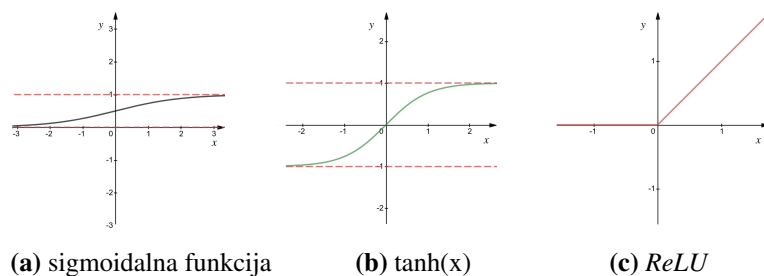 y
3
2
1
-3 -2 -1 0 1 2 3
x
-1
-2
-3
y
2
1
-2 -1 0 1 2
x
-1
-2
y
1
-1 0 1
x
-1
(a) sigmoidalna funkcija
(b) tanh(x)
(c) ReLU